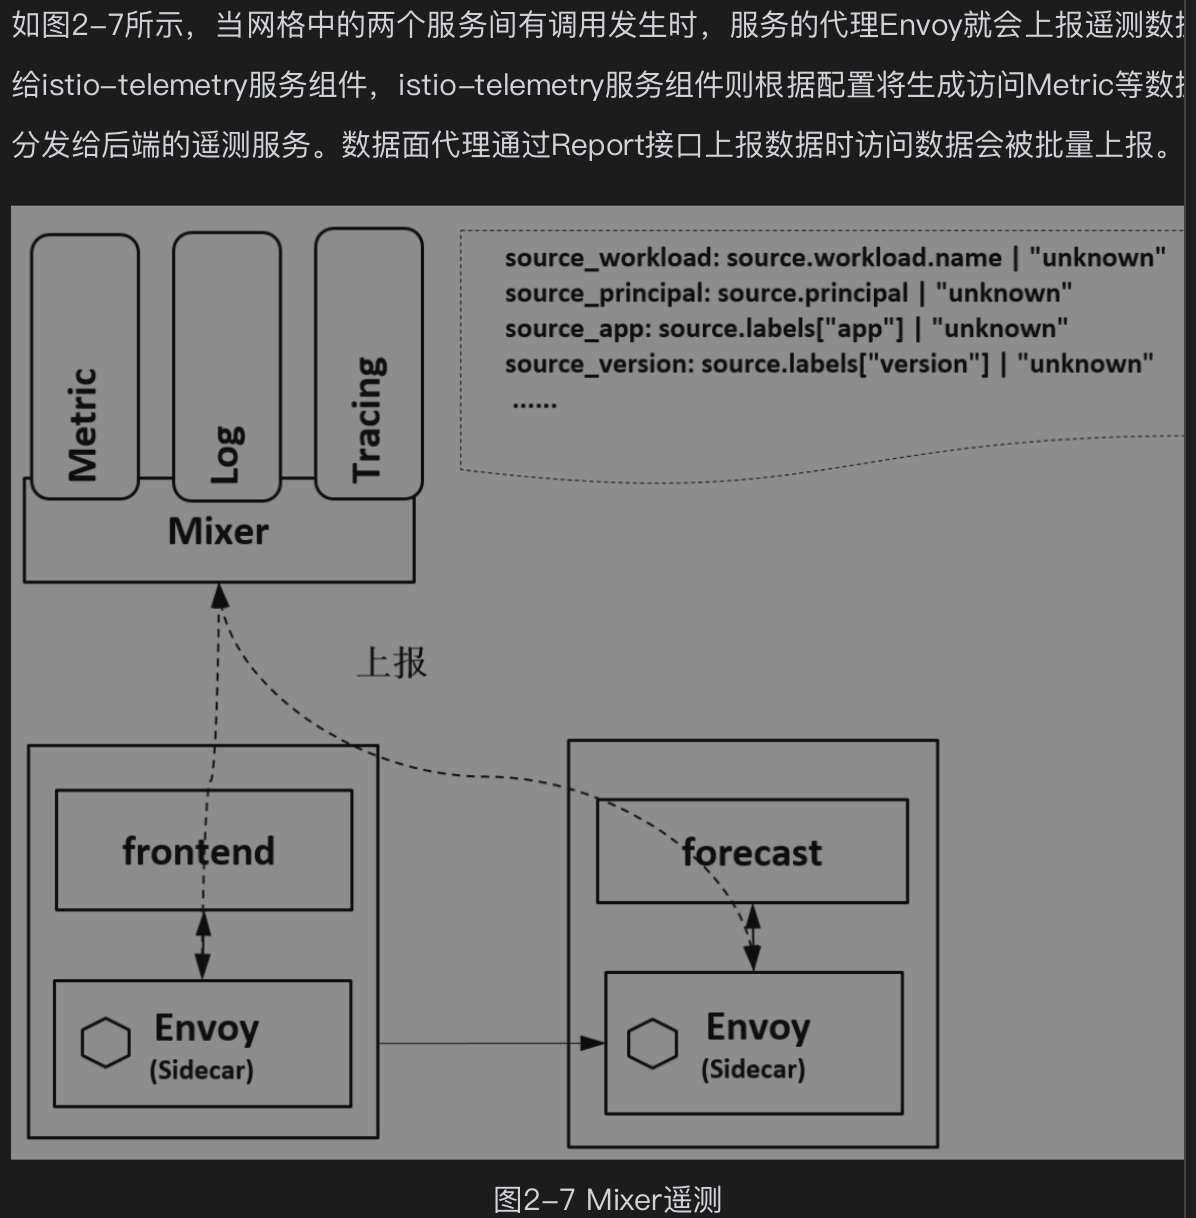 如图2-7所示，当网格中的两个服务间有调用发生时，服务的代理Envoy就会上报遥测数据
给istio-telemetry服务组件，istio-telemetry服务组件则根据配置将生成访问Metric等数据
分发给后端的遥测服务。数据面代理通过Report接口上报数据时访问数据会被批量上报。
source_workload: source.workload.name | "unknown"
source_principal: source.principal | "unknown"
source_app: source.labels["app"] | "unknown"
source_version: source.labels["version"] | "unknown"
......
Metric
Log
Tracing
Mixer
上报
frontend
forecast
Envoy
(Sidecar)
Envoy
(Sidecar)
图2-7 Mixer遥测